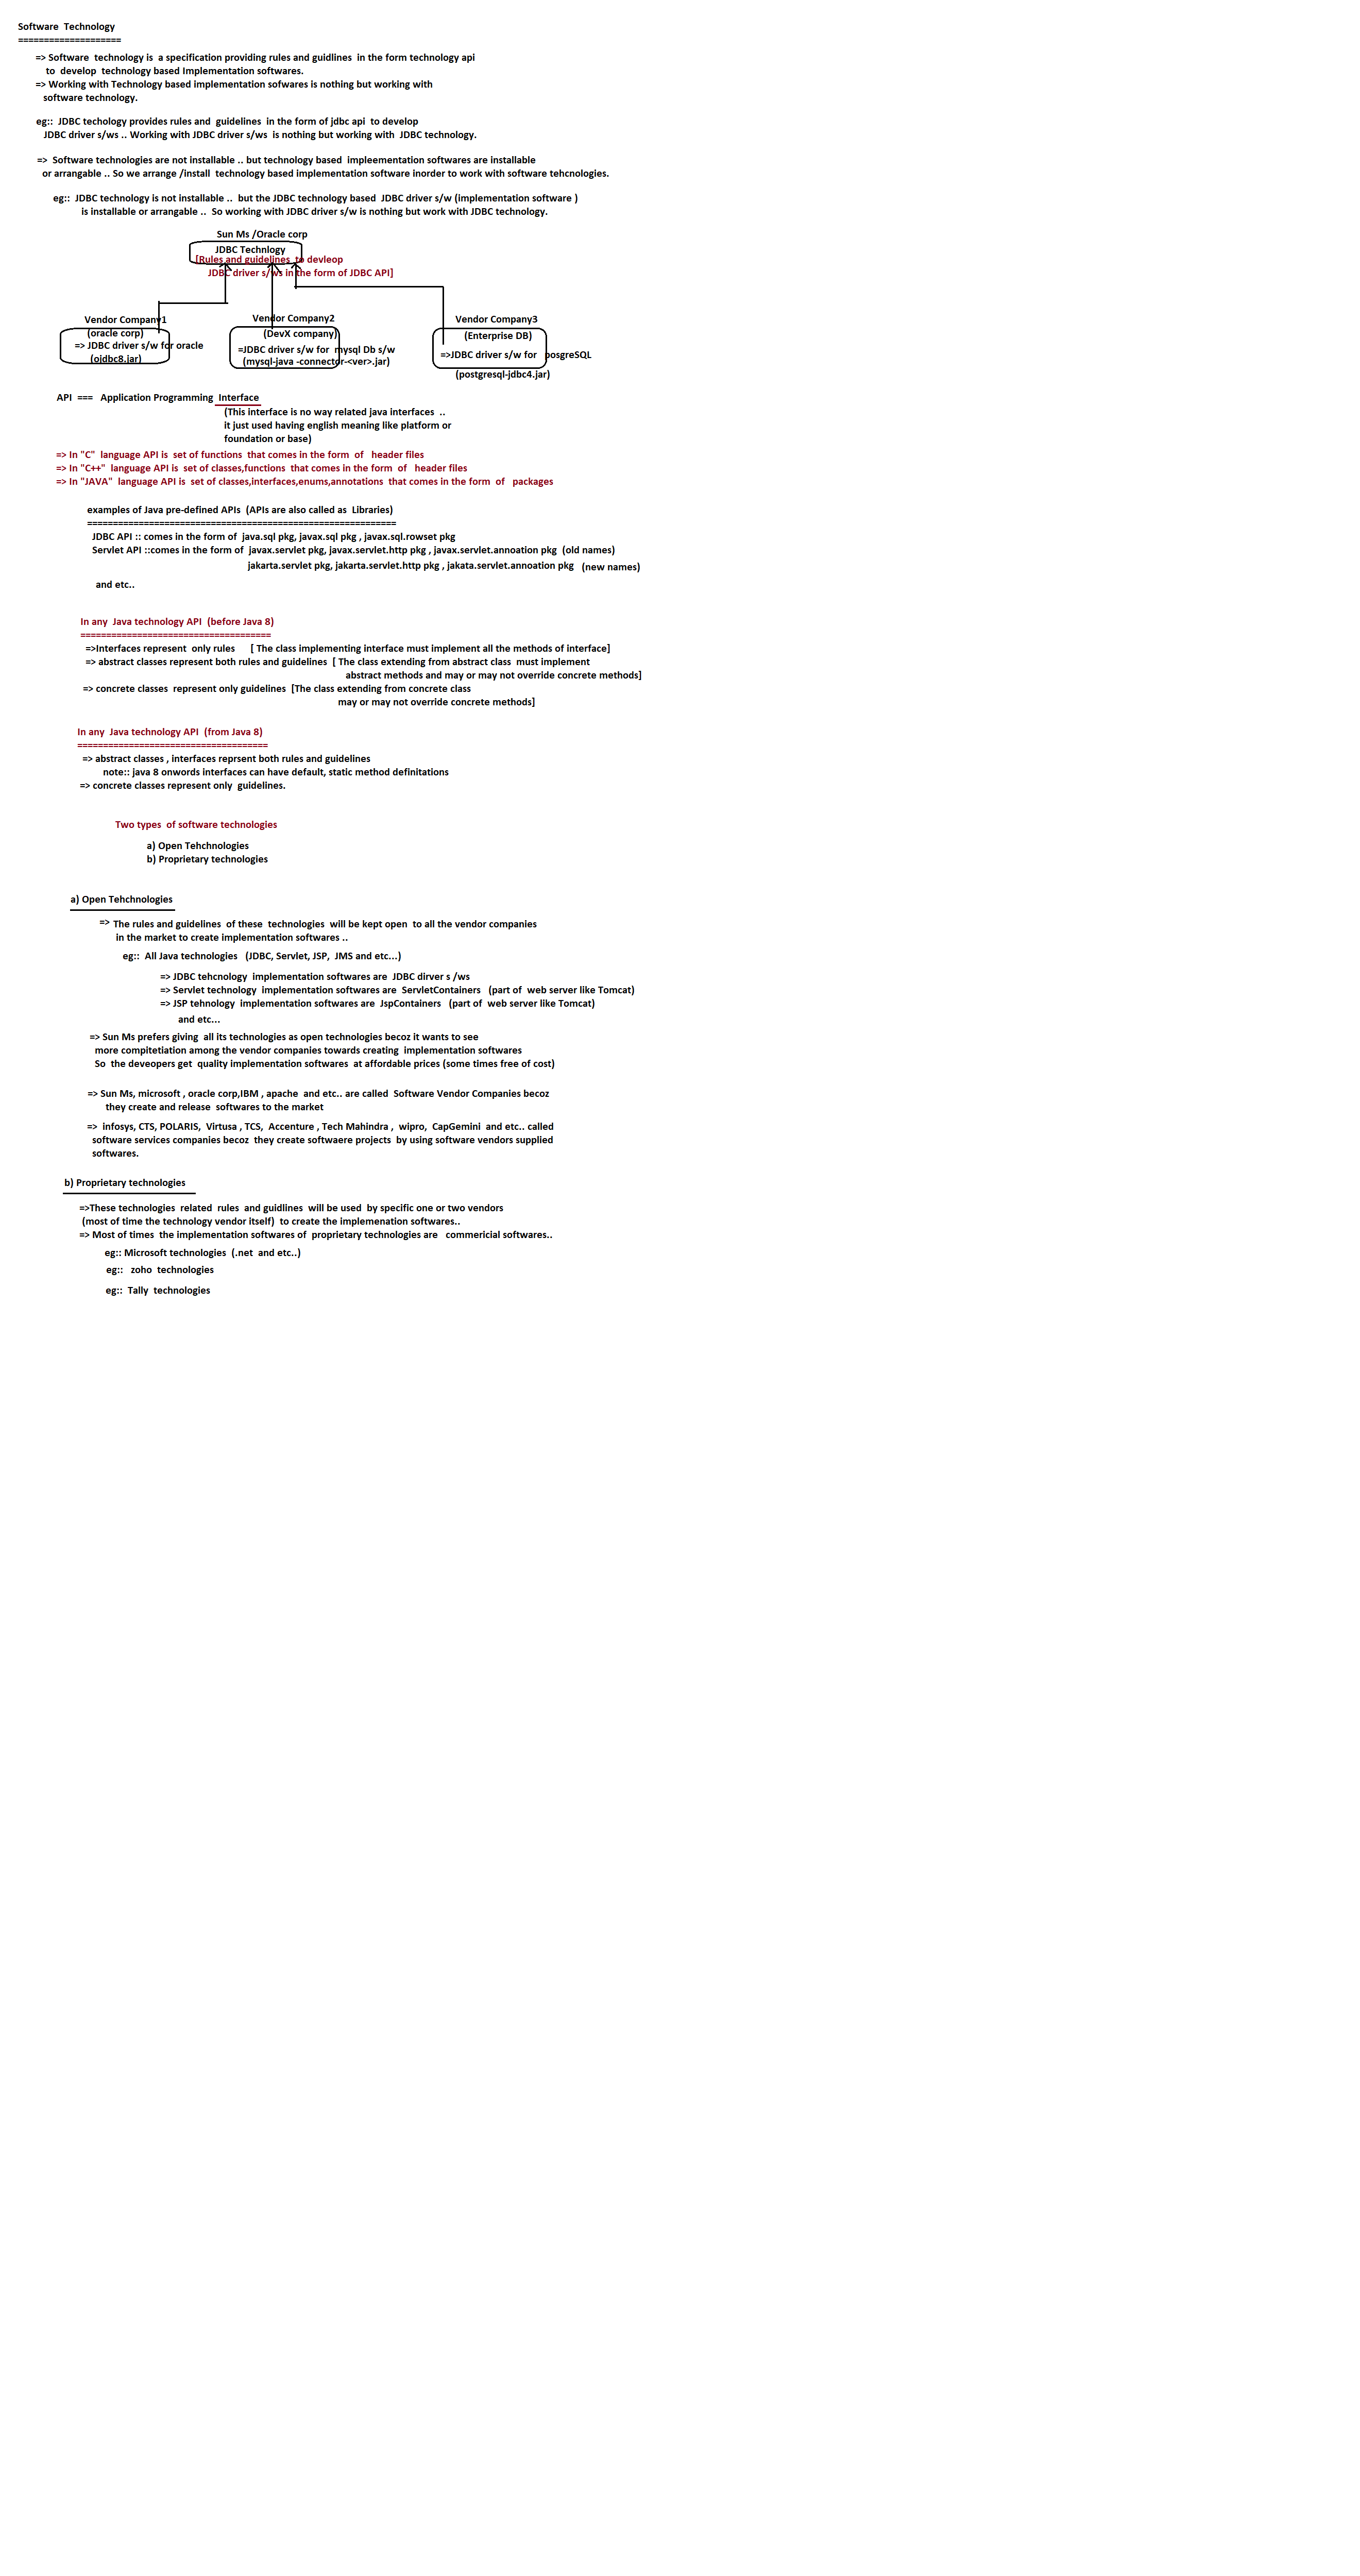 Software Technology
====================
=> Software technology is a specification providing rules and guidlines in the form technology api
to develop technology based Implementation softwares.
=> Working with Technology based implementation sofwares is nothing but working with
software technology.
eg:: JDBC techology provides rules and guidelines in the form of jdbc api to develop
JDBC driver s/ws .. Working with JDBC driver s/ws is nothing but working with JDBC technology.
=> Software technologies are not installable .. but technology based impleementation softwares are installable
or arrangable .. So we arrange /install technology based implementation software inorder to work with software tehcnologies.
eg:: JDBC technology is not installable .. but the JDBC technology based JDBC driver s/w (implementation software )
is installable or arrangable .. So working with JDBC driver s/w is nothing but work with JDBC technology.
Sun Ms /Oracle corp
JDBC Technlogy
[Rules and guidelines to devleop
JDBC driver s/ws in the form of JDBC API]
Vendor Company1
(oracle corp)
=> JDBC driver s/w for oracle
(ojdbc8.jar)
Vendor Company2
(DevX company)
=JDBC driver s/w for mysql Db s/w
(mysql-java -connector-<ver>.jar)
Vendor Company3
(Enterprise DB)
=>JDBC driver s/w for posgreSQL
(postgresql-jdbc4.jar)
API === Application Programming Interface
(This interface is no way related java interfaces ..
it just used having english meaning like platform or
foundation or base)
=> In "C" language API is set of functions that comes in the form of header files
=> In "C++" language API is set of classes,functions that comes in the form of header files
=> In "JAVA" language API is set of classes,interfaces,enums,annotations that comes in the form of packages
examples of Java pre-defined APIs (APIs are also called as Libraries)
============================================================
JDBC API :: comes in the form of java.sql pkg, javax.sql pkg , javax.sql.rowset pkg
Servlet API ::comes in the form of javax.servlet pkg, javax.servlet.http pkg , javax.servlet.annoation pkg (old names)
jakarta.servlet pkg, jakarta.servlet.http pkg , jakata.servlet.annoation pkg (new names)
and etc..
In any Java technology API (before Java 8)
=====================================
=>Interfaces represent only rules [ The class implementing interface must implement all the methods of interface]
=> abstract classes represent both rules and guidelines [ The class extending from abstract class must implement
abstract methods and may or may not override concrete methods]
=> concrete classes represent only guidelines [The class extending from concrete class
may or may not override concrete methods]
In any Java technology API (from Java 8)
=====================================
=> abstract classes , interfaces reprsent both rules and guidelines
note:: java 8 onwords interfaces can have default, static method definitations
=> concrete classes represent only guidelines.
Two types of software technologies
a) Open Tehchnologies
b) Proprietary technologies
a) Open Tehchnologies
=> The rules and guidelines of these technologies will be kept open to all the vendor companies
in the market to create implementation softwares ..
eg:: All Java technologies (JDBC, Servlet, JSP, JMS and etc...)
=> JDBC tehcnology implementation softwares are JDBC dirver s /ws
=> Servlet technology implementation softwares are ServletContainers (part of web server like Tomcat)
=> JSP tehnology implementation softwares are JspContainers (part of web server like Tomcat)
and etc...
=> Sun Ms prefers giving all its technologies as open technologies becoz it wants to see
more compitetiation among the vendor companies towards creating implementation softwares
So the deveopers get quality implementation softwares at affordable prices (some times free of cost)
=> Sun Ms, microsoft , oracle corp,IBM , apache and etc.. are called Software Vendor Companies becoz
they create and release softwares to the market
=> infosys, CTS, POLARIS, Virtusa , TCS, Accenture , Tech Mahindra , wipro, CapGemini and etc.. called
software services companies becoz they create softwaere projects by using software vendors supplied
softwares.
b) Proprietary technologies
=>These technologies related rules and guidlines will be used by specific one or two vendors
(most of time the technology vendor itself) to create the implemenation softwares..
=> Most of times the implementation softwares of proprietary technologies are commericial softwares..
eg:: Microsoft technologies (.net and etc..)
eg:: zoho technologies
eg:: Tally technologies